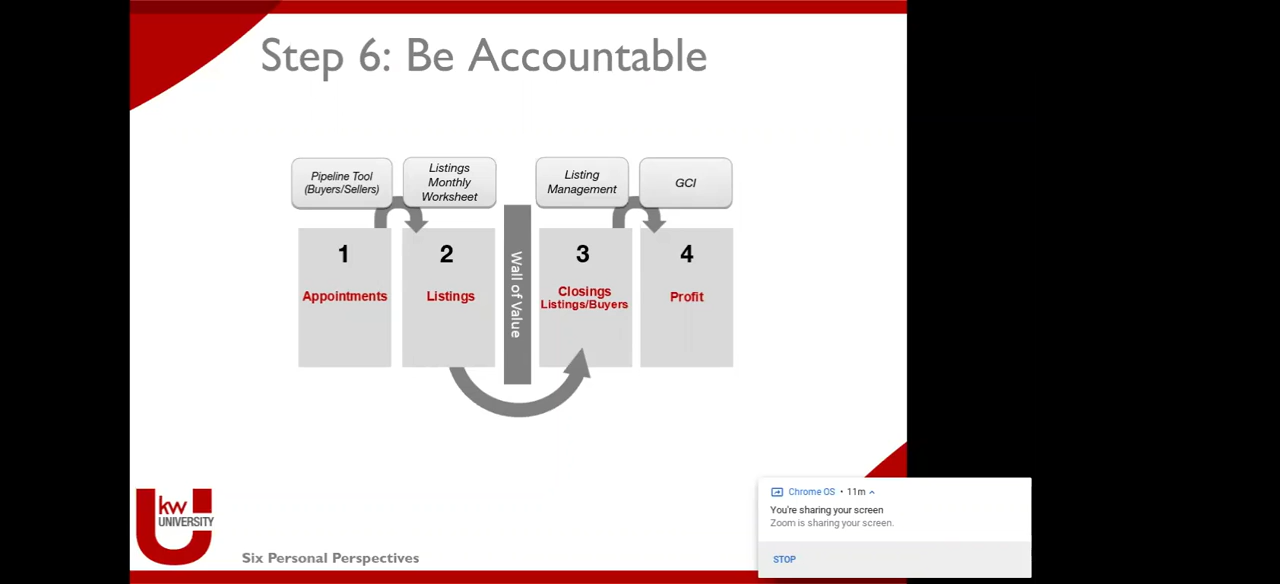 Step 6: Be Accountable
Pipeline Tool
(Buyers/Sellers)
Listings
Monthly
Worksheet
Listing
Management
GCI
1
Appointments
2
Listings
Wall of Value
3
Closings
Listings/Buyers
4
Profit
kw
UNIVERSITY
Six Personal Perspectives
Chrome OS • 11m
You're sharing your screen
Zoom is sharing your screen.
STOP